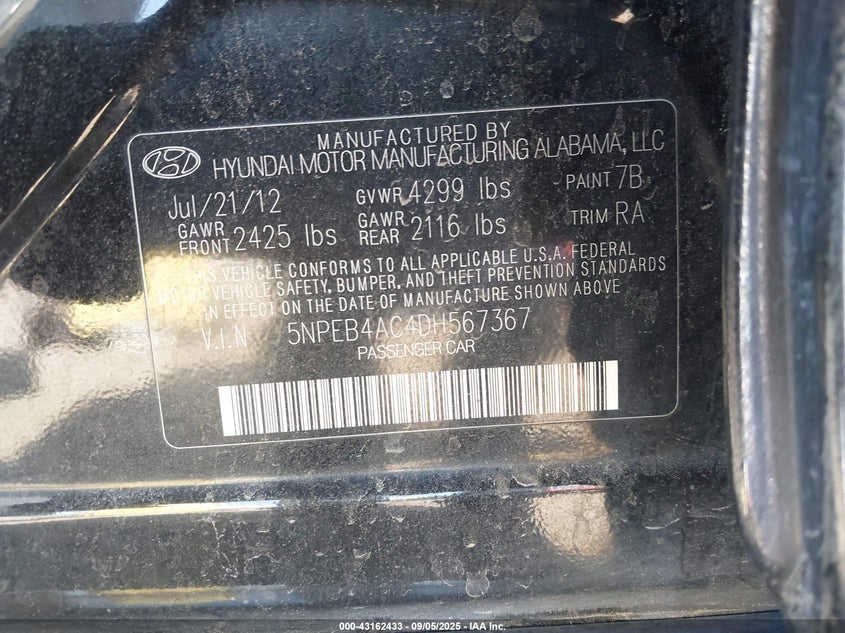 MANUFACTURED BY
HYUNDAI MOTOR MANUFACTURING ALABAMA, LLC
Jul/21/12 GVWR 4299 lbs PAINT 7B
GAWR FRONT 2425 lbs GAWR REAR 2116 lbs TRIM RA
THIS VEHICLE CONFORMS TO ALL APPLICABLE U.S.A. FEDERAL
MOTOR VEHICLE SAFETY, BUMPER, AND THEFT PREVENTION STANDARDS
IN EFFECT ON THE DATE OF MANUFACTURE SHOWN ABOVE
V.I.N 5NPEB4AC4DH567367
PASSENGER CAR
000-43162433 - 09/05/2025 - IAA Inc.